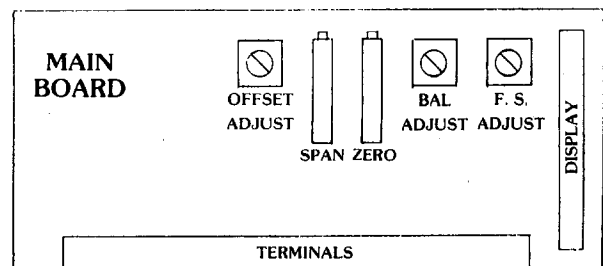 MAIN
BOARD
OFFSET
ADJUST
SPAN
ZERO
BAL
ADJUST
F. S.
ADJUST
DISPLAY
TERMINALS